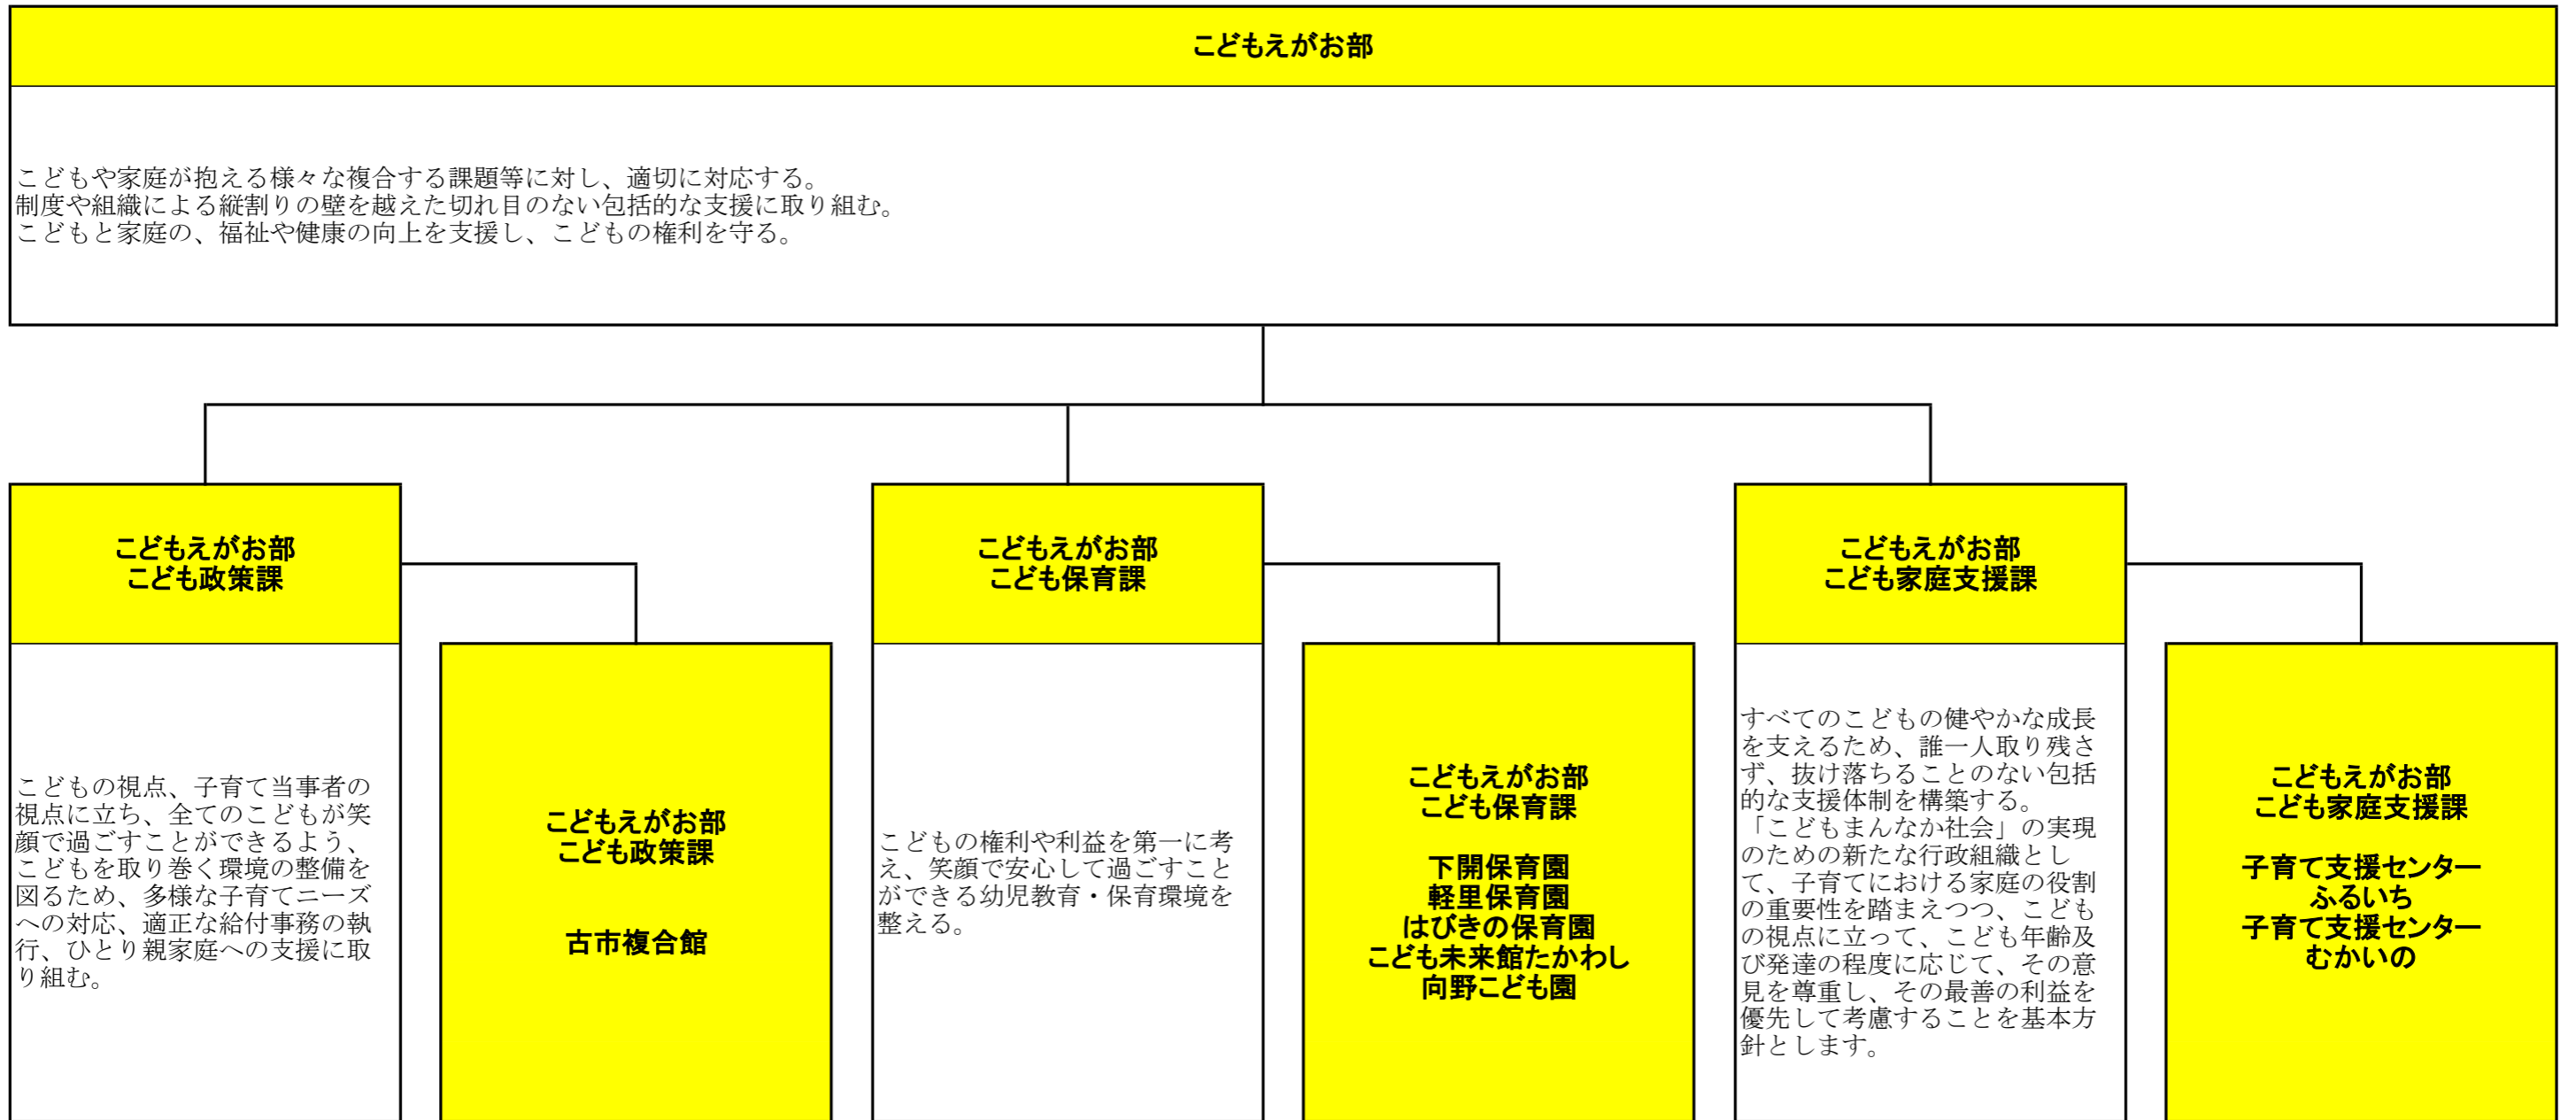 こどもえがお部
こどもや家庭が抱える様々な複合する課題等に対し、適切に対応する。
制度や組織による縦割りの壁を越えた切れ目のない包括的な支援に取り組む。
こどもと家庭の、福祉や健康の向上を支援し、こどもの権利を守る。
こどもえがお部
こども政策課
こどもの視点、子育て当事者の
視点に立ち、全てのこどもが笑
顔で過ごすことができるよう、
こどもを取り巻く環境の整備を
図るため、多様な子育てニーズ
への対応、適正な給付事務の執
行、ひとり親家庭への支援に取
り組む。
こどもえがお部
こども政策課
古市複合館
こどもえがお部
こども保育課
こどもの権利や利益を第一に考
え、笑顔で安心して過ごすこと
ができる幼児教育・保育環境を
整える。
こどもえがお部
こども保育課
下開保育園
軽里保育園
はびきの保育園
こども未来館たかわし
向野こども園
こどもえがお部
こども家庭支援課
すべてのこどもの健やかな成長
を支えるため、誰一人取り残さ
ず、抜け落ちることのない包括
的な支援体制を構築する。
「こどもまんなか社会」の実現
のための新たな行政組織とし
て、子育てにおける家庭の役割
の重要性を踏まえつつ、こども
の視点に立って、こども年齢及
び発達の程度に応じて、その意
見を尊重し、その最善の利益を
優先して考慮することを基本方
針とします。
こどもえがお部
こども家庭支援課
子育て支援センター
ふるいち
子育て支援センター
むかいの